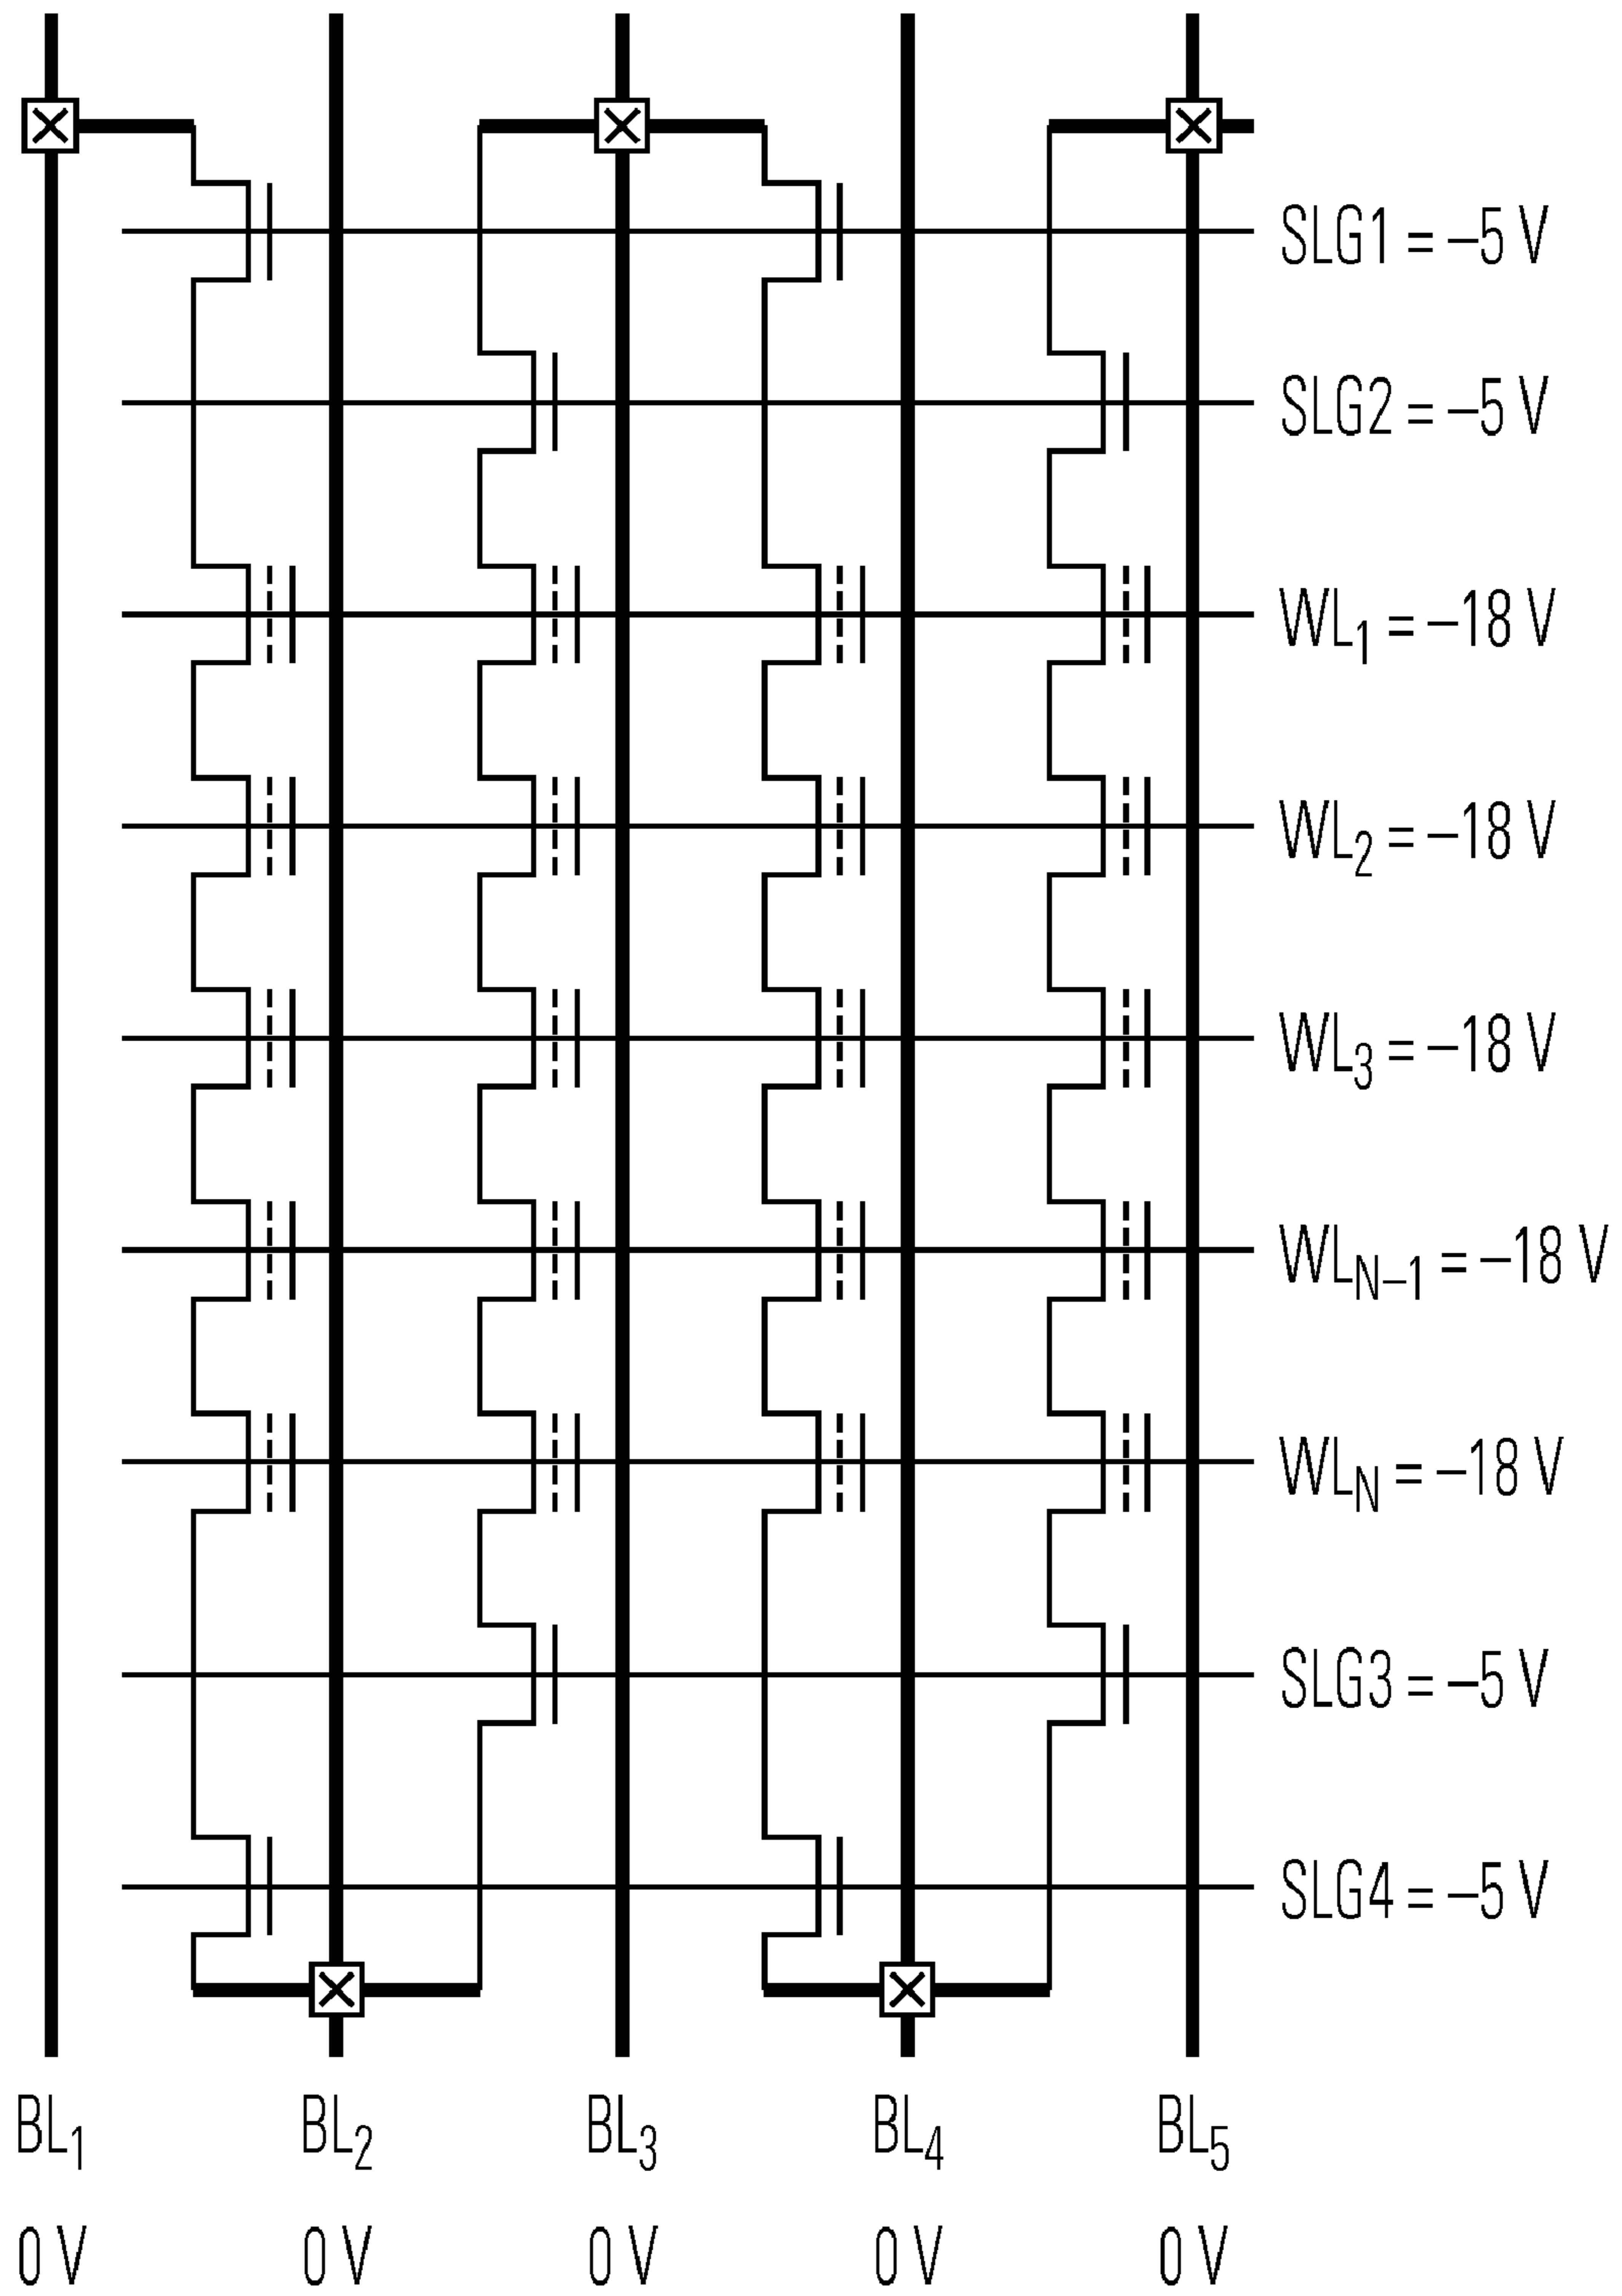 SLG1 = –5 V
SLG2 = –5 V
WL1 = –18 V
WL2 = –18 V
WL3 = –18 V
WLN–1 = –18 V
WLN = –18 V
SLG3 = –5 V
SLG4 = –5 V
BL1 BL2 BL3 BL4 BL5
0 V 0 V 0 V 0 V 0 V